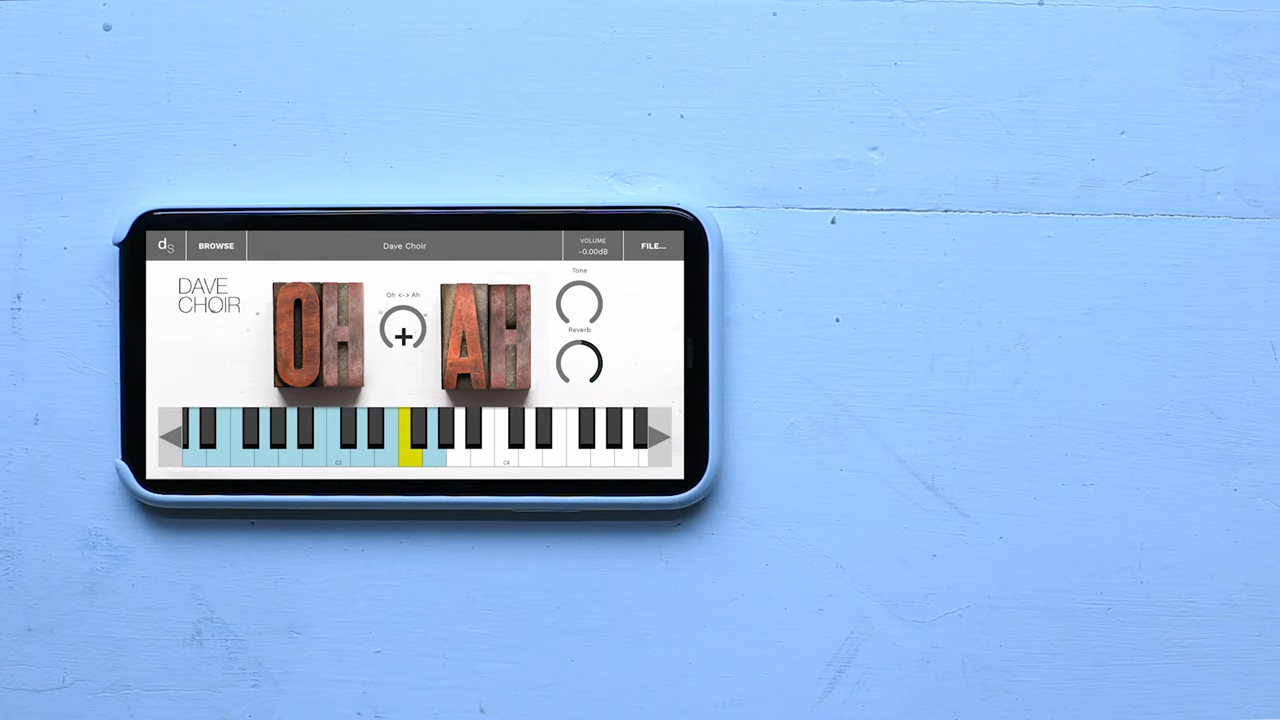 ds BROWSE Dave Choir VOLUME -0.00dB FILE...
DAVE
CHOIR
OH
Oh <-> Ah
AH
Tone
Reverb
C3 C4